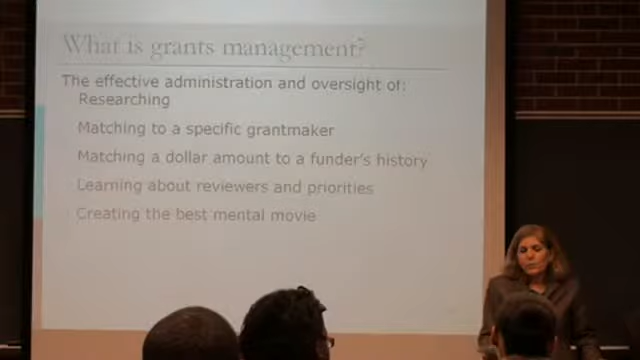 What is grants management?
The effective administration and oversight of:
Researching
Matching to a specific grantmaker
Matching a dollar amount to a funder's history
Learning about reviewers and priorities
Creating the best mental movie